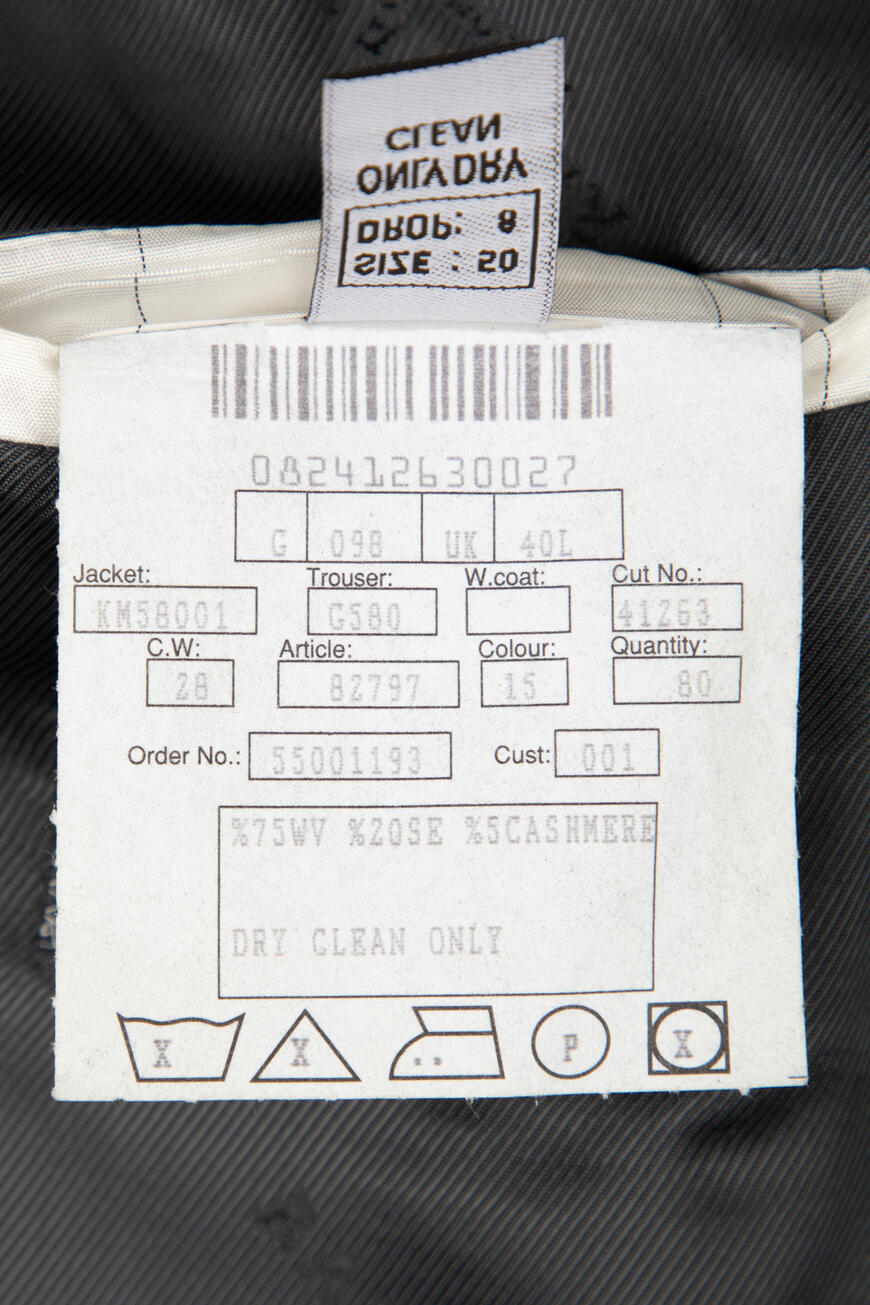 CLEAN
ONLY DRY
DROP: 8
SIZE : 50
082412630027
G 098 UK 40L
Jacket: Trouser: W.coat: Cut No.:
KM58001 G580 41263
C.W: Article: Colour: Quantity:
28 82797 15 80
Order No.: 55001193 Cust: 001
%75WV %20SE %5CASHMERE
DRY CLEAN ONLY
X X P X